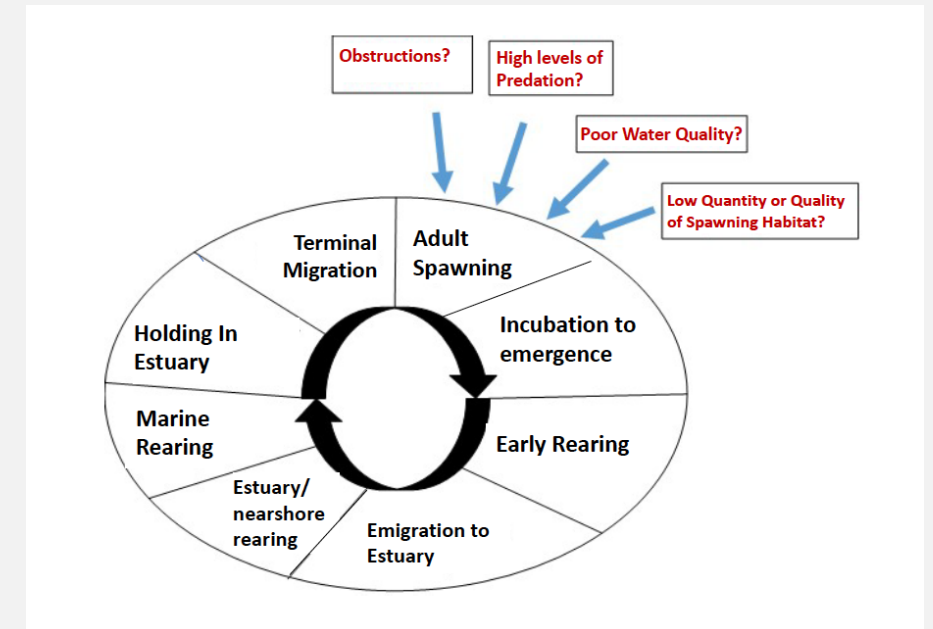 Obstructions?
High levels of
Predation?
Poor Water Quality?
Low Quantity or Quality
of Spawning Habitat?
Terminal
Migration
Adult
Spawning
Incubation to
emergence
Holding In
Estuary
Marine
Rearing
Early Rearing
Estuary/
nearshore
rearing
Emigration to
Estuary